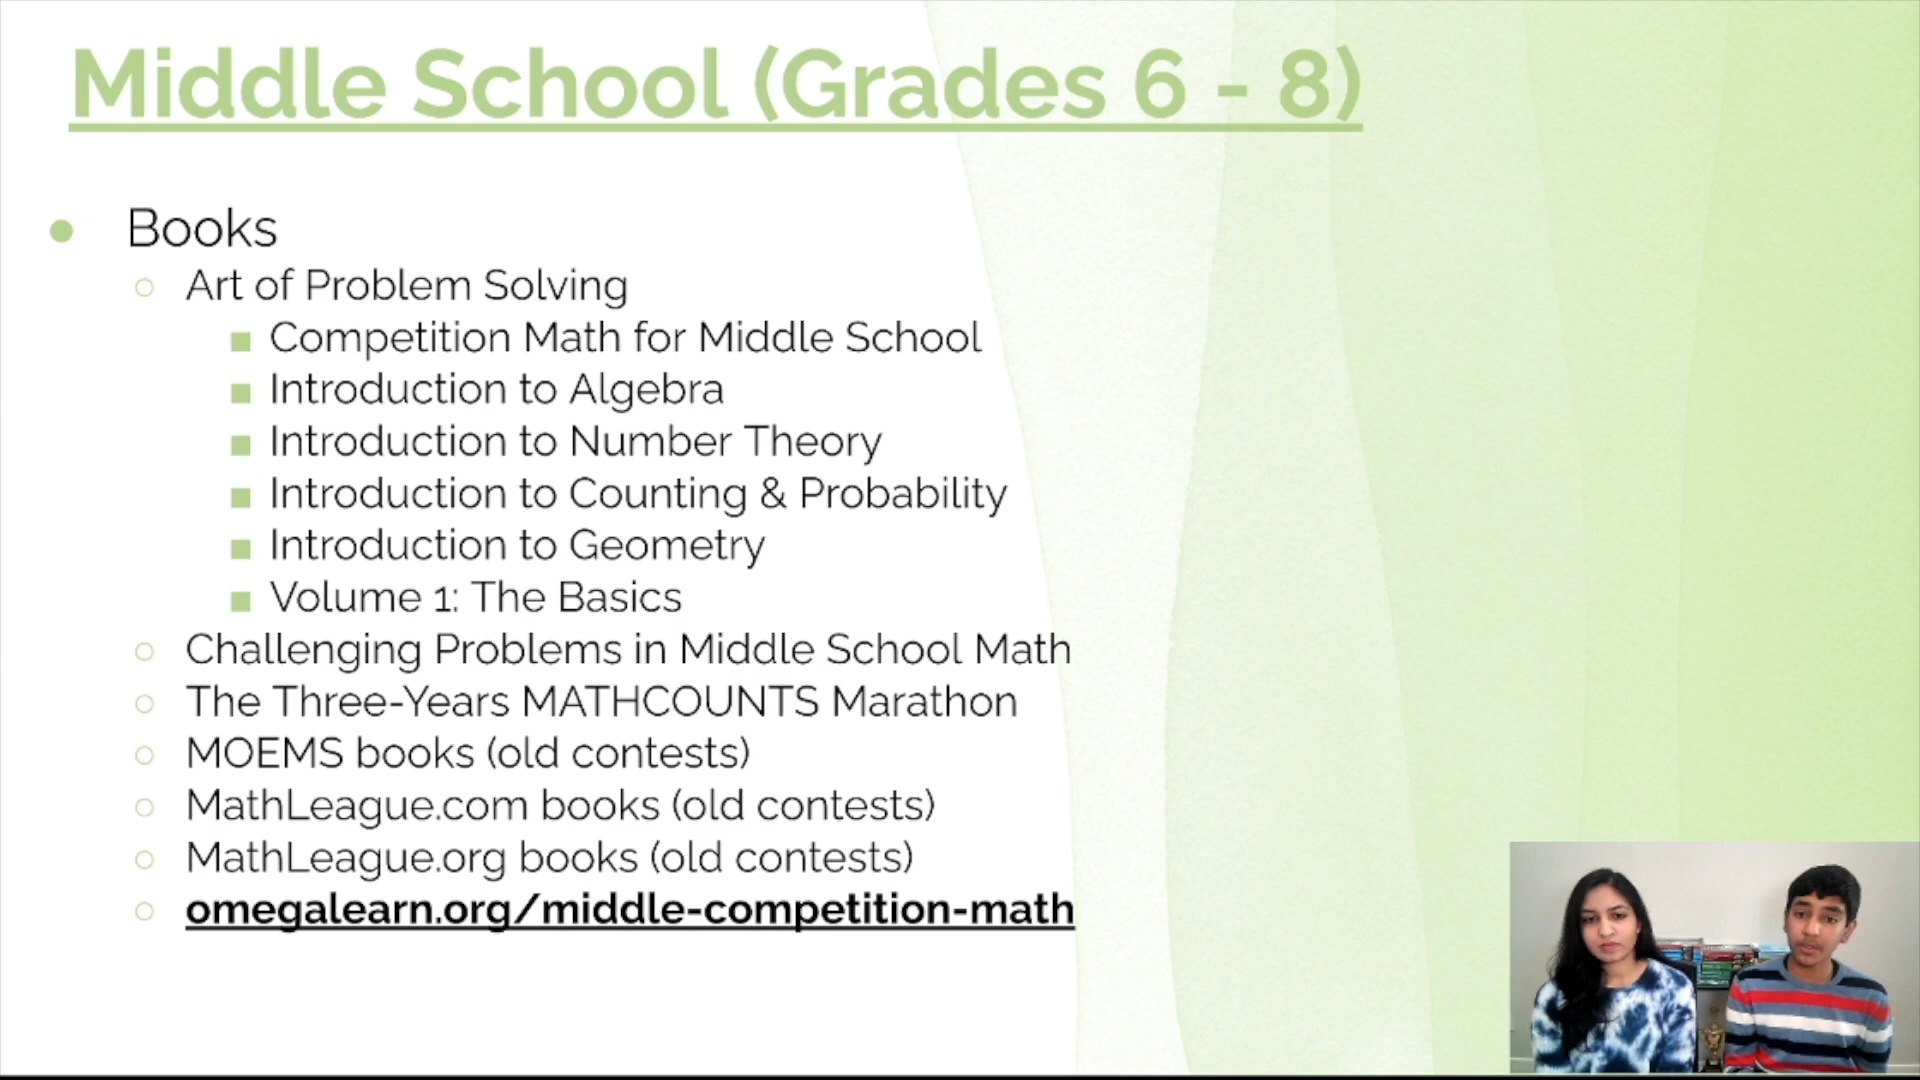 Middle School (Grades 6 - 8)
Books
Art of Problem Solving
Competition Math for Middle School
Introduction to Algebra
Introduction to Number Theory
Introduction to Counting & Probability
Introduction to Geometry
Volume 1: The Basics
Challenging Problems in Middle School Math
The Three-Years MATHCOUNTS Marathon
MOEMS books (old contests)
MathLeague.com books (old contests)
MathLeague.org books (old contests)
omegalearn.org/middle-competition-math